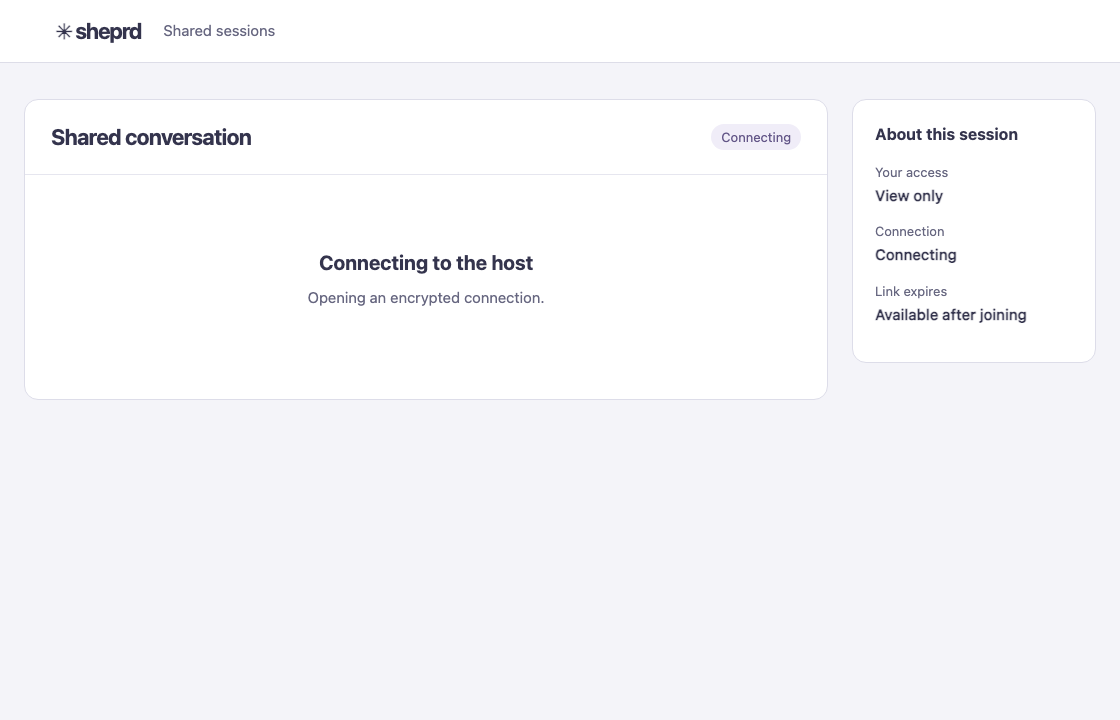 sheprd
Shared sessions
Shared conversation
Connecting
Connecting to the host
Opening an encrypted connection.
About this session
Your access
View only
Connection
Connecting
Link expires
Available after joining